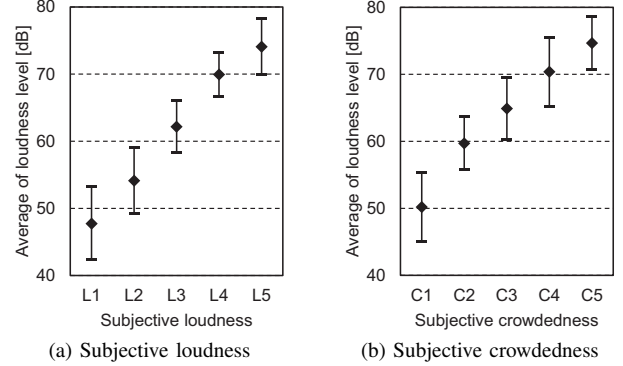 80
70
60
50
40
Average of loudness level [dB]
L1 L2 L3 L4 L5
Subjective loudness
(a) Subjective loudness
80
70
60
50
40
Average of loudness level [dB]
C1 C2 C3 C4 C5
Subjective crowdedness
(b) Subjective crowdedness